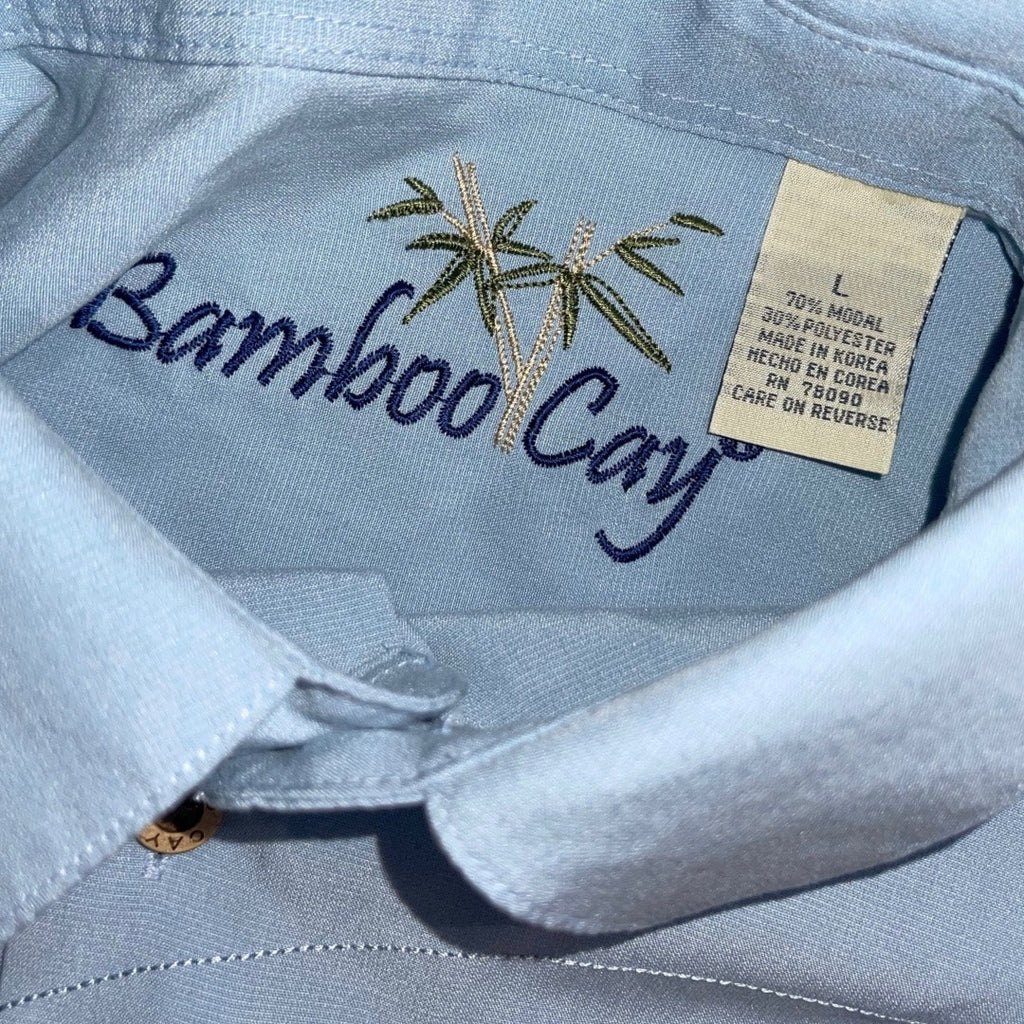 Bamboo Cay®
L
70% MODAL
30% POLYESTER
MADE IN KOREA
HECHO EN COREA
RN 78090
CARE ON REVERSE
CAY